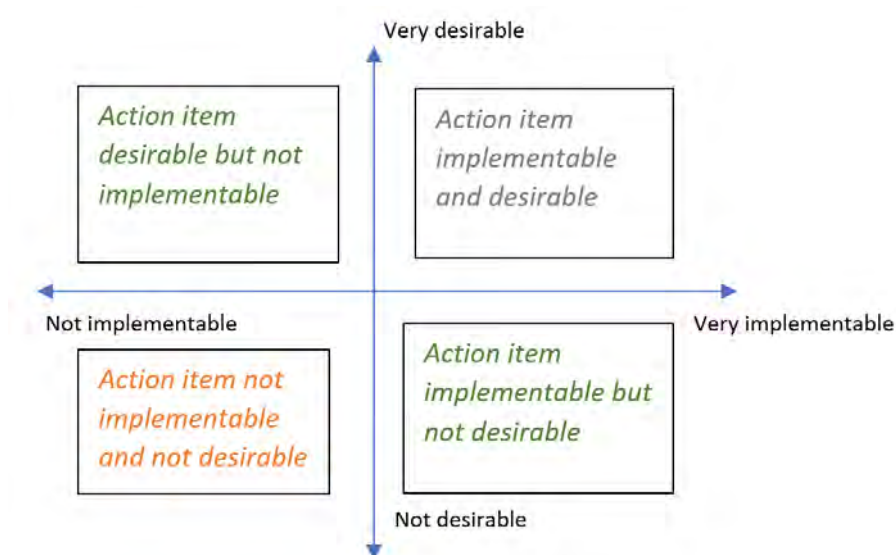 Very desirable
Action item
desirable but not
implementable
Action item
implementable
and desirable
Not implementable
Very implementable
Action item not
implementable
and not desirable
Action item
implementable but
not desirable
Not desirable